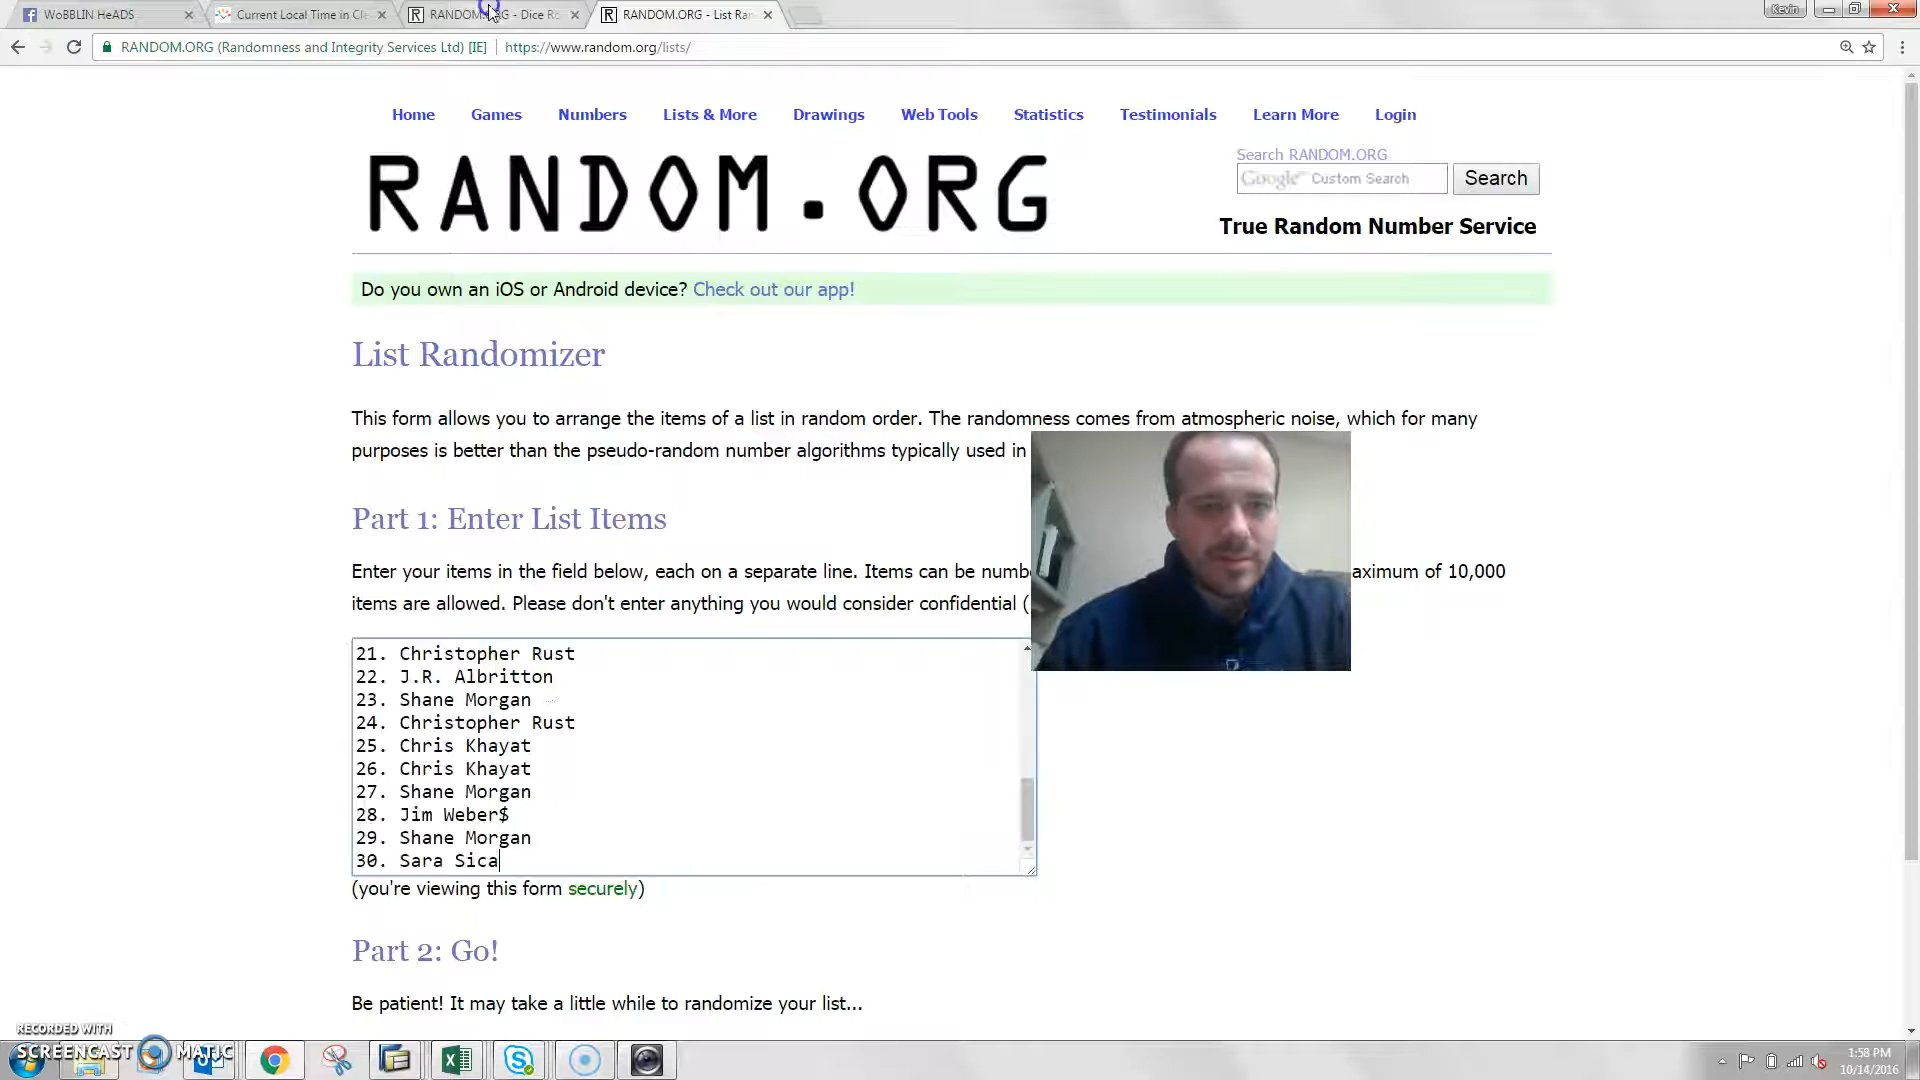 WoBBLIN HeADS
Current Local Time in Cle
RANDOM.ORG - Dice Ro
RANDOM.ORG - List Ran
Kevin
RANDOM.ORG (Randomness and Integrity Services Ltd) [IE]
https://www.random.org/lists/
Home Games Numbers Lists & More Drawings Web Tools Statistics Testimonials Learn More Login
RANDOM.ORG
Search RANDOM.ORG
Google™ Custom Search
Search
True Random Number Service
Do you own an iOS or Android device? Check out our app!
List Randomizer
This form allows you to arrange the items of a list in random order. The randomness comes from atmospheric noise, which for many
purposes is better than the pseudo-random number algorithms typically used in
Part 1: Enter List Items
Enter your items in the field below, each on a separate line. Items can be numb aximum of 10,000
items are allowed. Please don't enter anything you would consider confidential (
21. Christopher Rust
22. J.R. Albritton
23. Shane Morgan
24. Christopher Rust
25. Chris Khayat
26. Chris Khayat
27. Shane Morgan
28. Jim Weber$
29. Shane Morgan
30. Sara Sica
(you're viewing this form securely)
Part 2: Go!
Be patient! It may take a little while to randomize your list...
RECORDED WITH
SCREENCAST MATIC
1:58 PM
10/14/2016